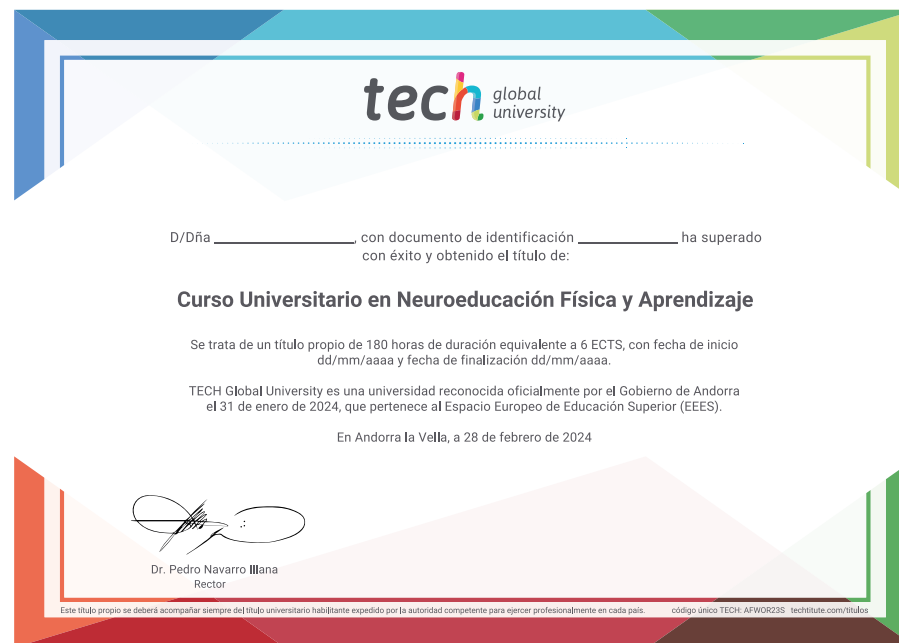 tech global university
D/Dña ______________, con documento de identificación __________ ha superado
con éxito y obtenido el título de:
Curso Universitario en Neuroeducación Física y Aprendizaje
Se trata de un título propio de 180 horas de duración equivalente a 6 ECTS, con fecha de inicio
dd/mm/aaaa y fecha de finalización dd/mm/aaaa.
TECH Global University es una universidad reconocida oficialmente por el Gobierno de Andorra
el 31 de enero de 2024, que pertenece al Espacio Europeo de Educación Superior (EEES).
En Andorra la Vella, a 28 de febrero de 2024
Dr. Pedro Navarro Illana
Rector
Este título propio se deberá acompañar siempre del título universitario habilitante expedido por la autoridad competente para ejercer profesionalmente en cada país. código único TECH: AFWOR23S techtitute.com/titulos